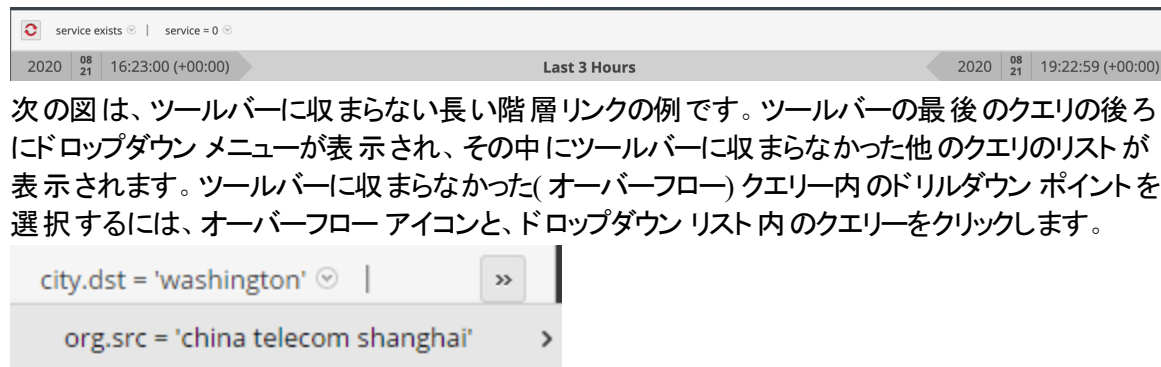 service exists | service = 0
2020 08 21 16:23:00 (+00:00) Last 3 Hours 2020 08 21 19:22:59 (+00:00)
次の図は、ツールバーに収まらない長い階層リンクの例です。ツールバーの最後のクエリの後ろ
にドロップダウン メニューが表示され、その中にツールバーに収まらなかった他のクエリのリストが
表示されます。ツールバーに収まらなかった(オーバーフロー) クエリー内のドリルダウン ポイントを
選択するには、オーバーフロー アイコンと、ドロップダウン リスト内のクエリーをクリックします。
city.dst = 'washington' | »
org.src = 'china telecom shanghai' >